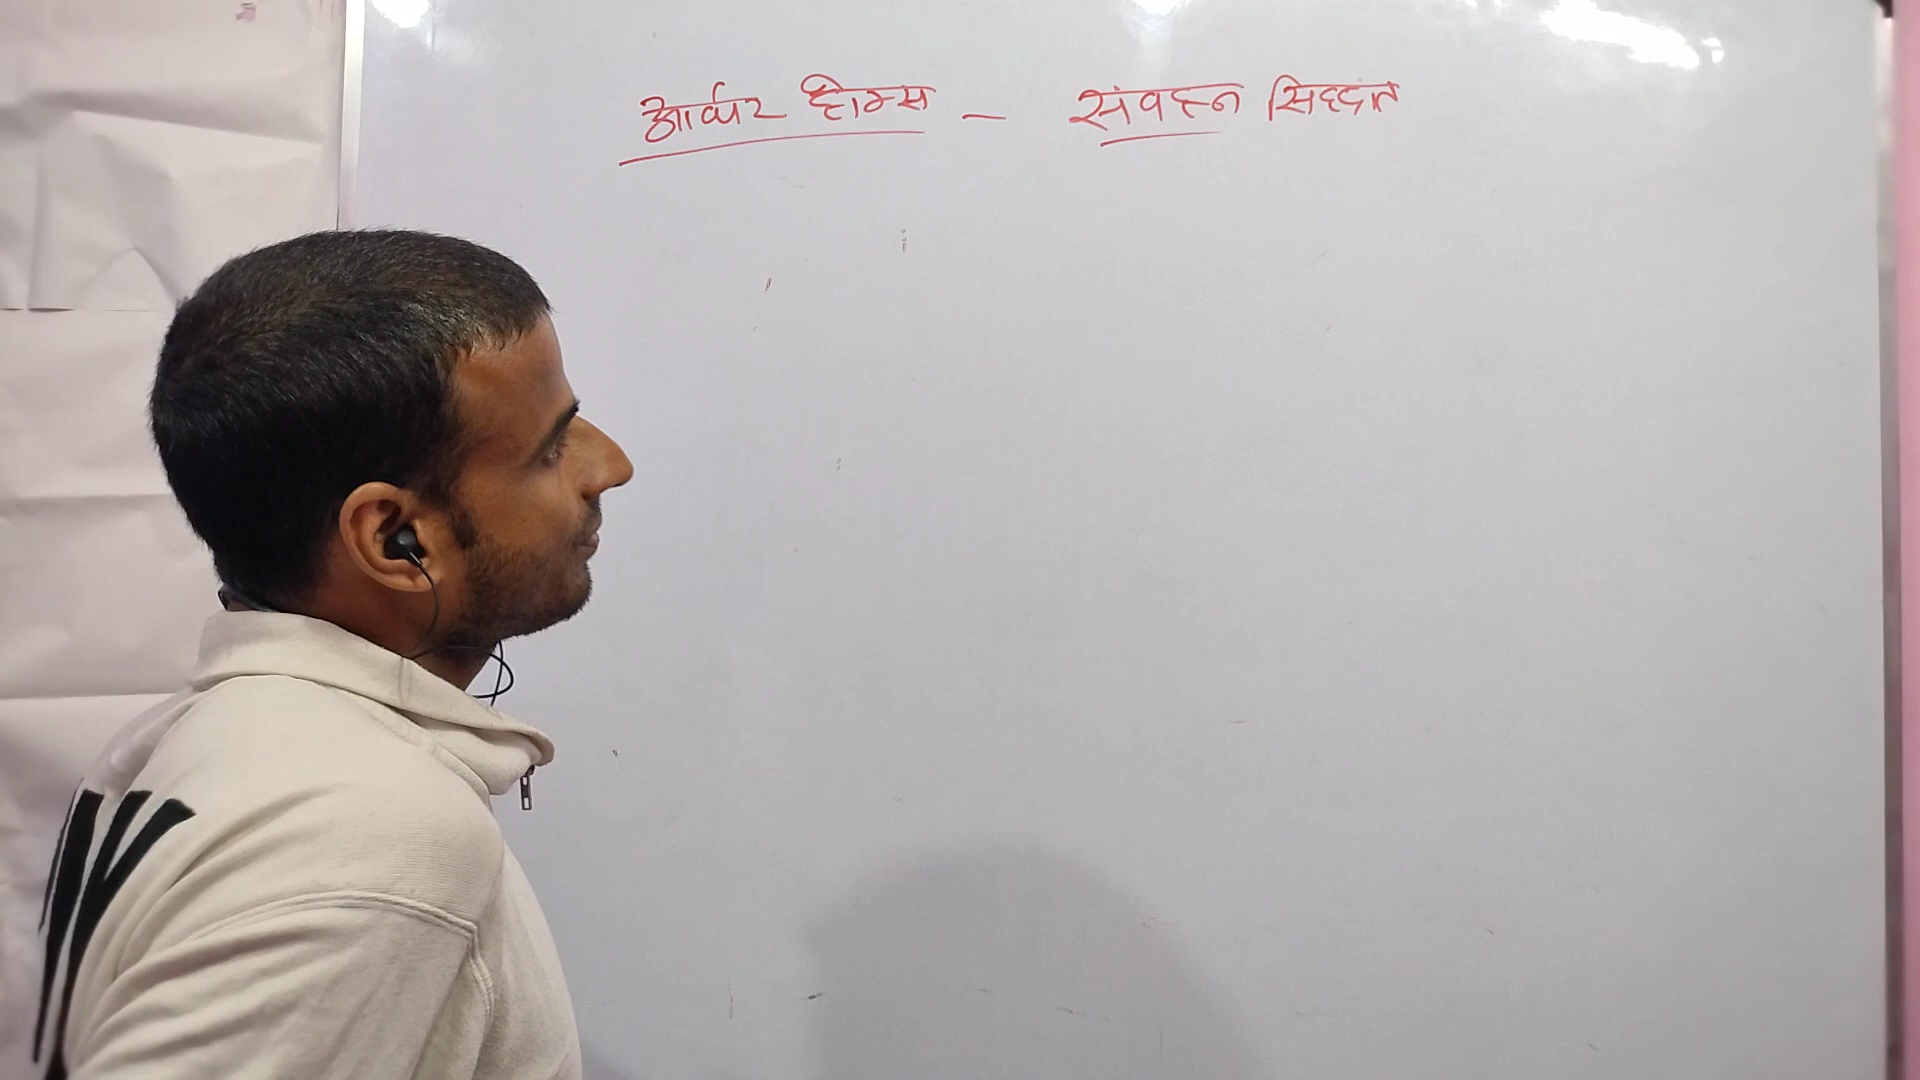 आर्थर होम्स – संवहन सिद्दांत